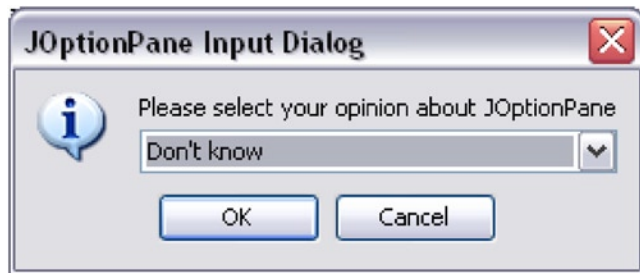 JOptionPane Input Dialog
Please select your opinion about JOptionPane
Don't know
OK Cancel